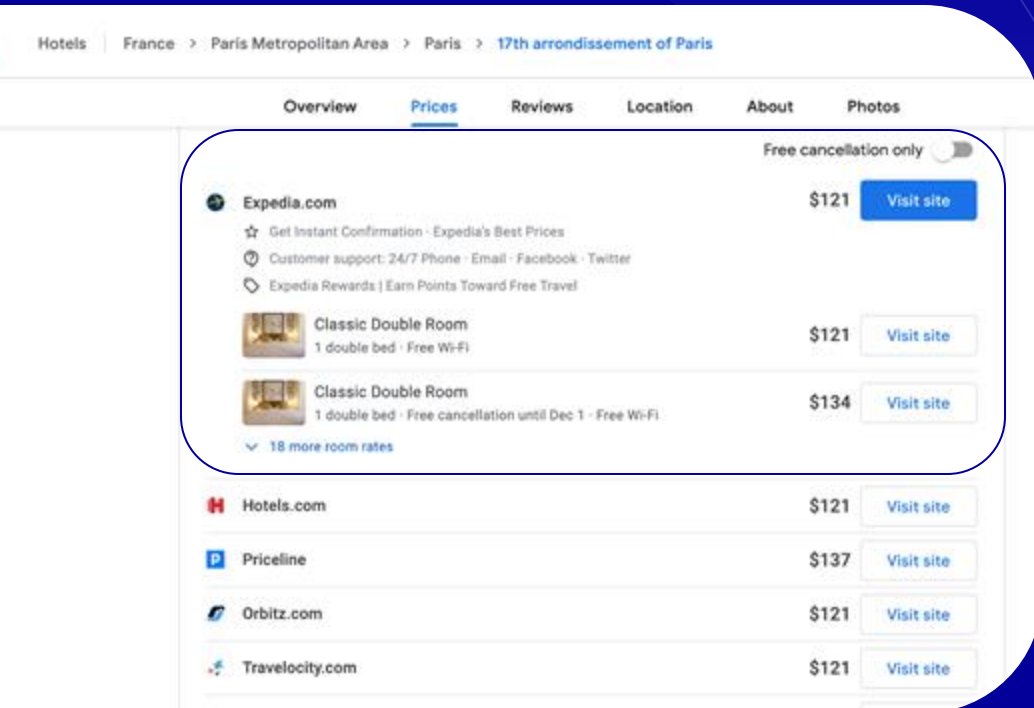 Hotels France > Paris Metropolitan Area > Paris > 17th arrondissement of Paris
Overview Prices Reviews Location About Photos
Free cancellation only
Expedia.com $121 Visit site
Get Instant Confirmation · Expedia's Best Prices
Customer support: 24/7 Phone · Email · Facebook · Twitter
Expedia Rewards | Earn Points Toward Free Travel
Classic Double Room
1 double bed · Free Wi-Fi
$121 Visit site
Classic Double Room
1 double bed · Free cancellation until Dec 1 · Free Wi-Fi
$134 Visit site
18 more room rates
Hotels.com $121 Visit site
P Priceline $137 Visit site
Orbitz.com $121 Visit site
Travelocity.com $121 Visit site